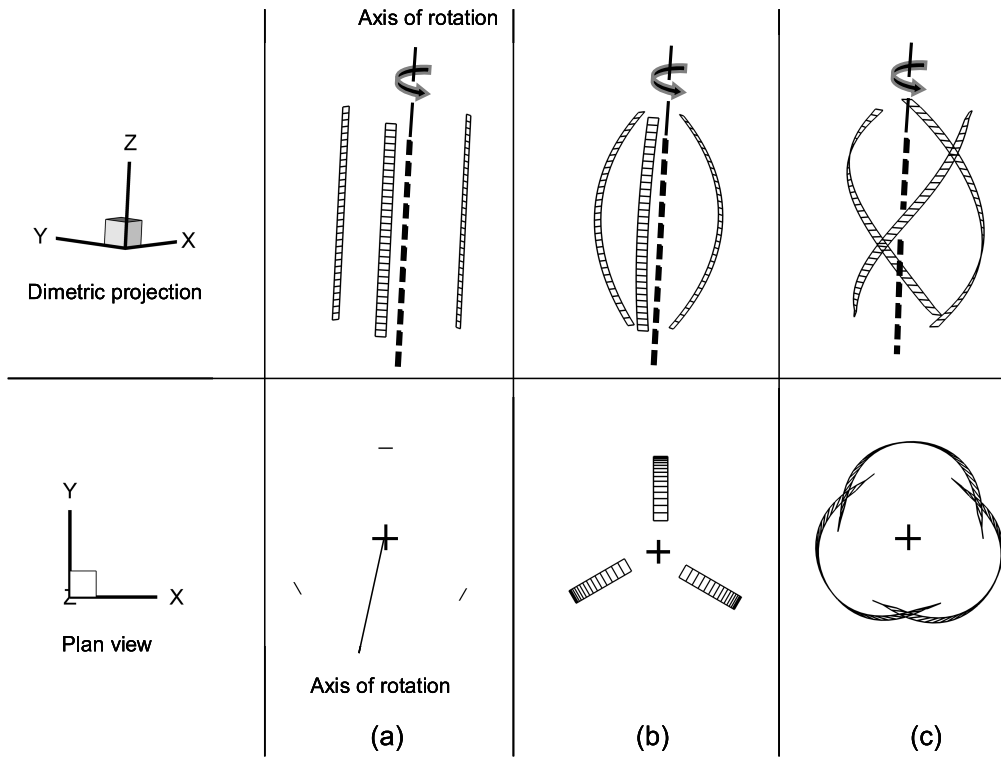 Axis of rotation
Z
Y
X
Dimetric projection
Y
Z
X
Plan view
Axis of rotation
(a)
(b)
(c)